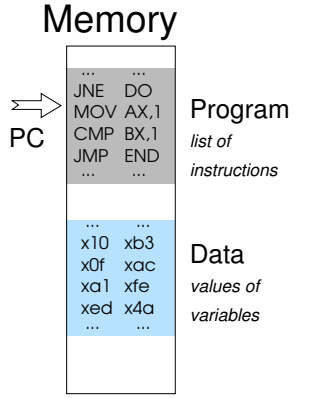 Memory
... ...
JNE DO
MOV AX,1
CMP BX,1
JMP END
... ...
PC
Program
list of
instructions
... ...
x10 xb3
x0f xac
xa1 xfe
xed x4a
... ...
Data
values of
variables